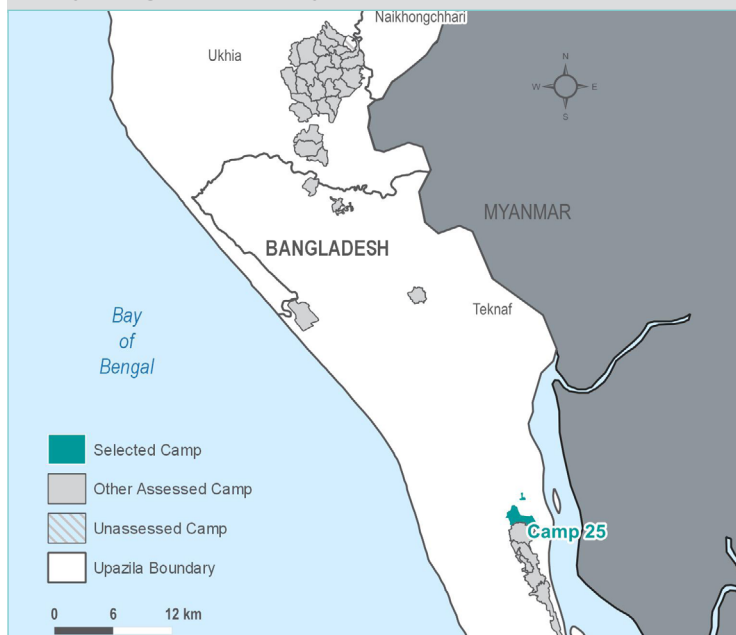 Naikhongchhari
Ukhia
N
W
E
S
MYANMAR
BANGLADESH
Teknaf
Bay
of
Bengal
Selected Camp
Other Assessed Camp
Unassessed Camp
Upazila Boundary
Camp 25
0 6 12 km